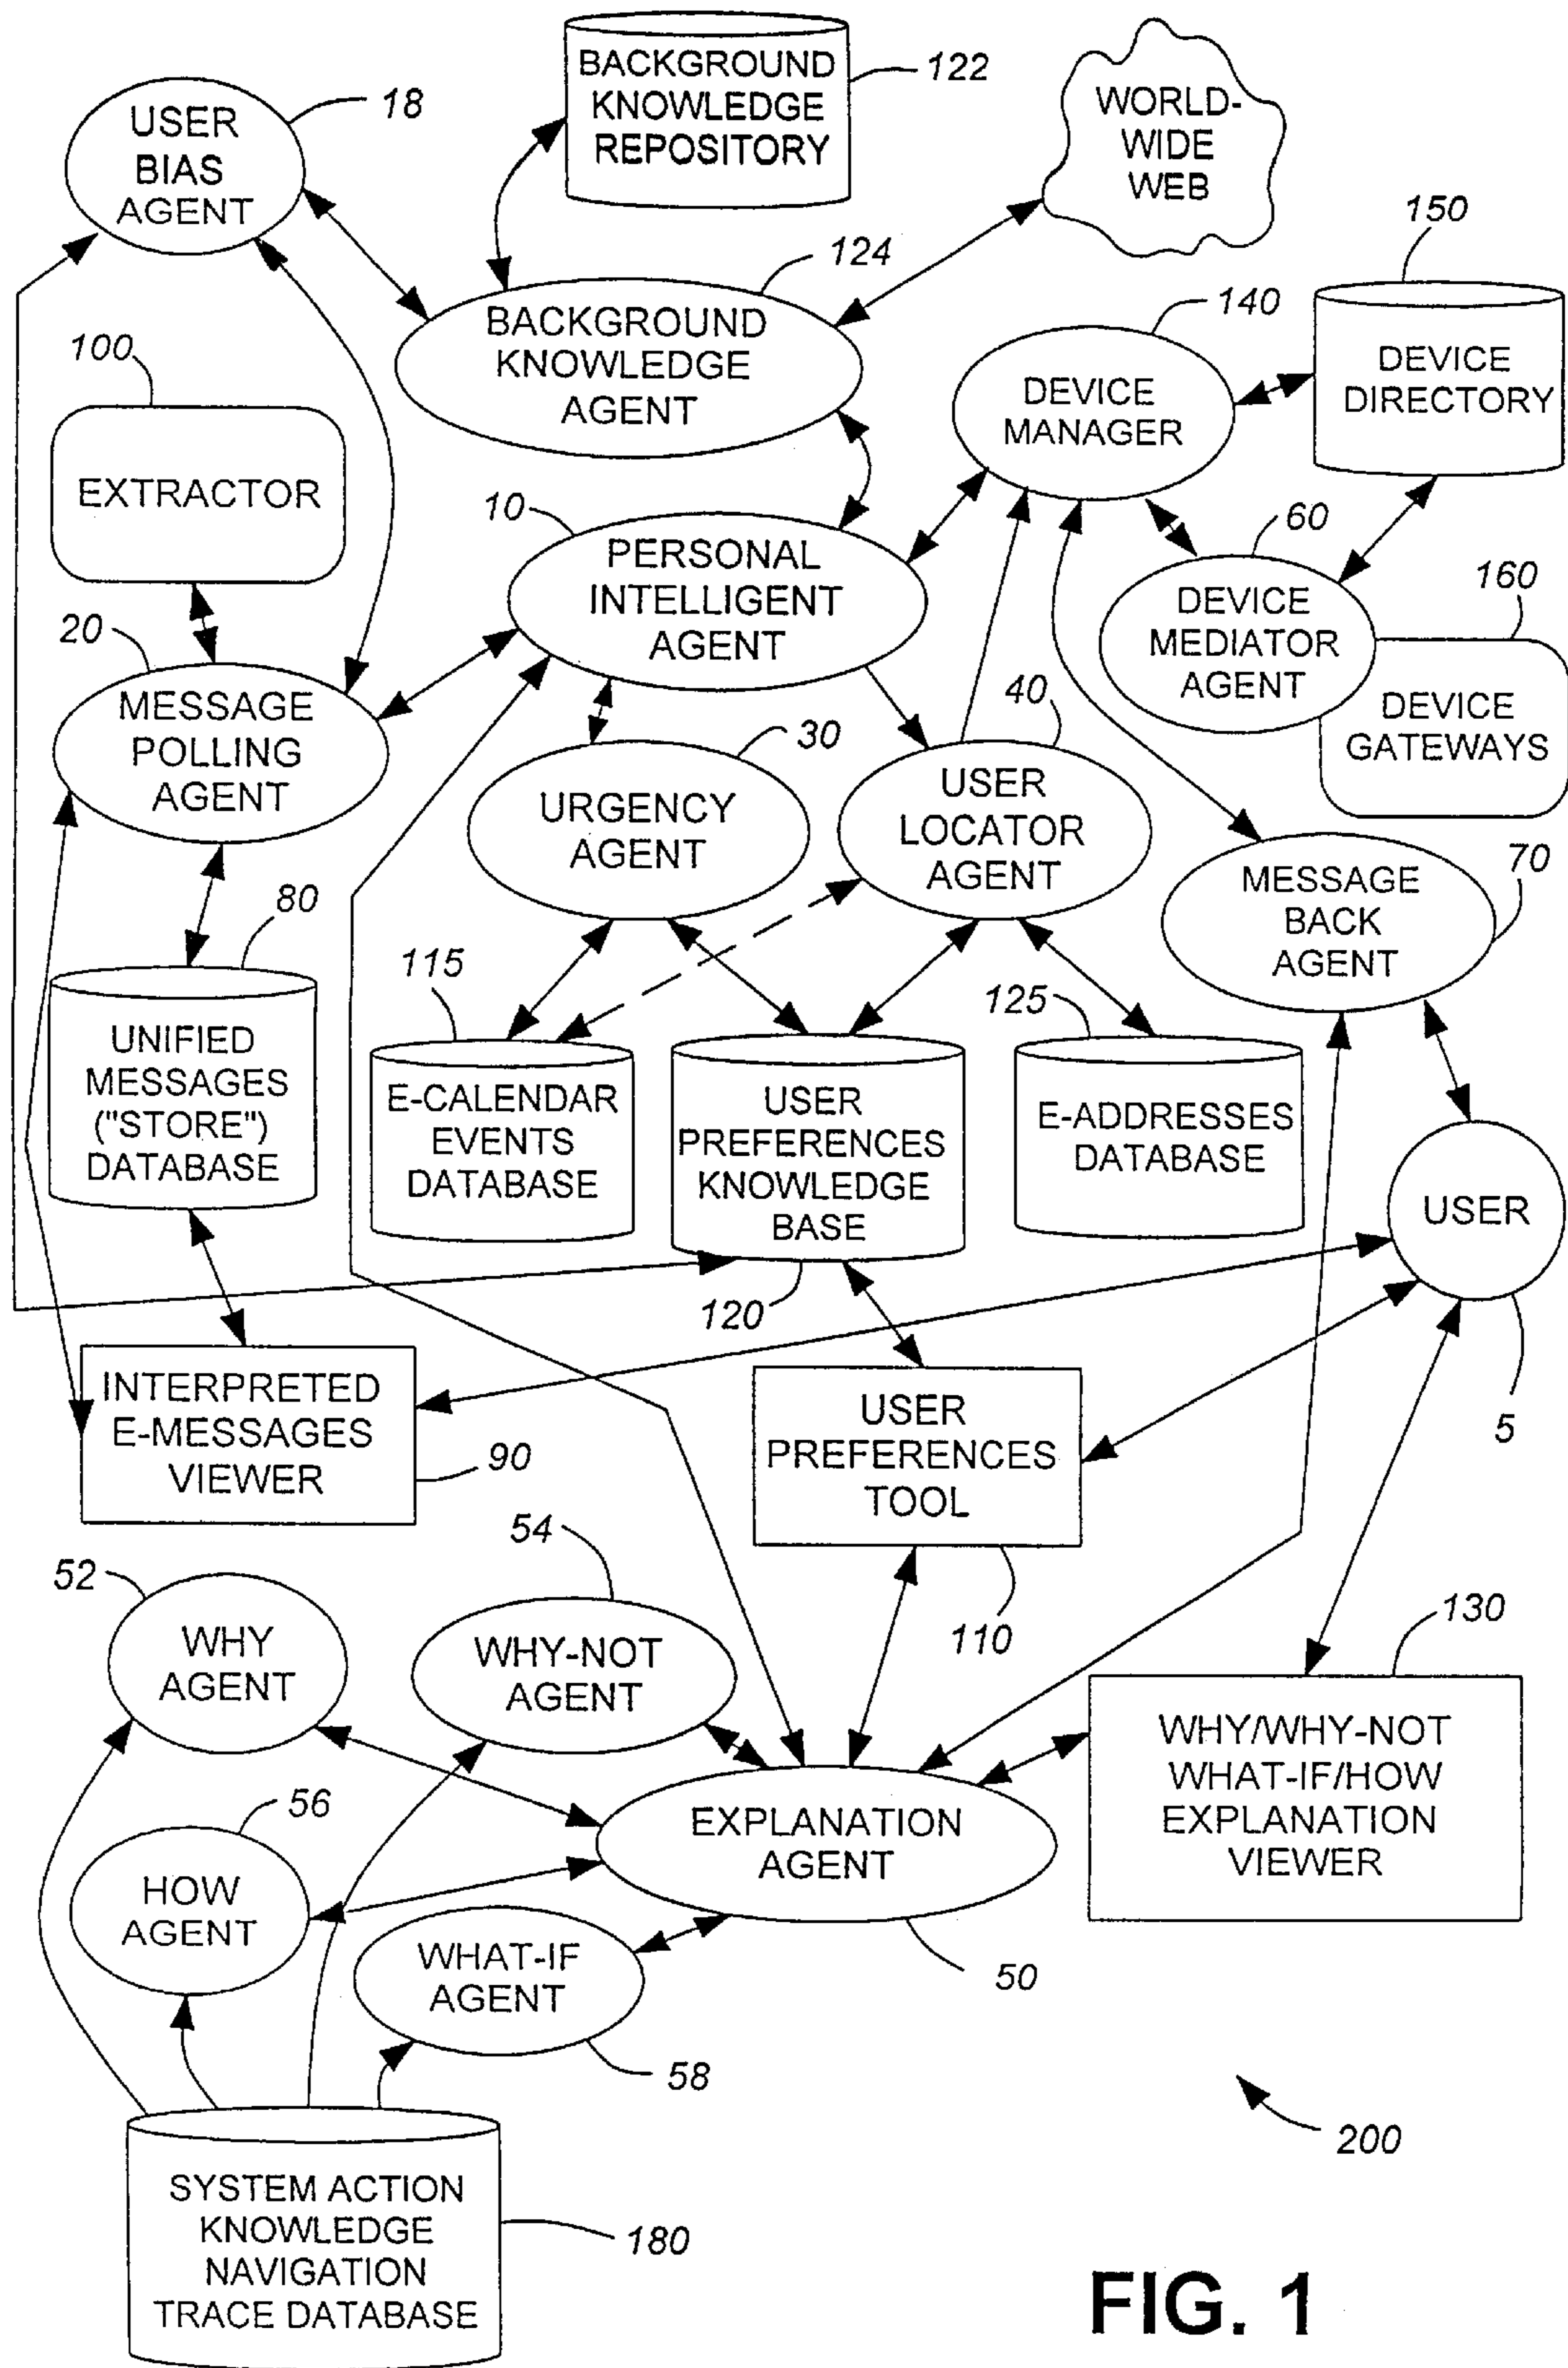 BACKGROUND
KNOWLEDGE
REPOSITORY
122
WORLD-
WIDE
WEB
USER
BIAS
AGENT
18
124
BACKGROUND
KNOWLEDGE
AGENT
150
DEVICE
DIRECTORY
140
DEVICE
MANAGER
100
EXTRACTOR
10
PERSONAL
INTELLIGENT
AGENT
60
DEVICE
MEDIATOR
AGENT
160
DEVICE
GATEWAYS
20
MESSAGE
POLLING
AGENT
30
URGENCY
AGENT
40
USER
LOCATOR
AGENT
70
MESSAGE
BACK
AGENT
80
UNIFIED
MESSAGES
("STORE")
DATABASE
115
E-CALENDAR
EVENTS
DATABASE
USER
PREFERENCES
KNOWLEDGE
BASE
120
125
E-ADDRESSES
DATABASE
USER
5
INTERPRETED
E-MESSAGES
VIEWER
90
USER
PREFERENCES
TOOL
110
52
WHY
AGENT
54
WHY-NOT
AGENT
130
WHY/WHY-NOT
WHAT-IF/HOW
EXPLANATION
VIEWER
56
HOW
AGENT
EXPLANATION
AGENT
50
WHAT-IF
AGENT
58
200
SYSTEM ACTION
KNOWLEDGE
NAVIGATION
TRACE DATABASE
180
FIG. 1